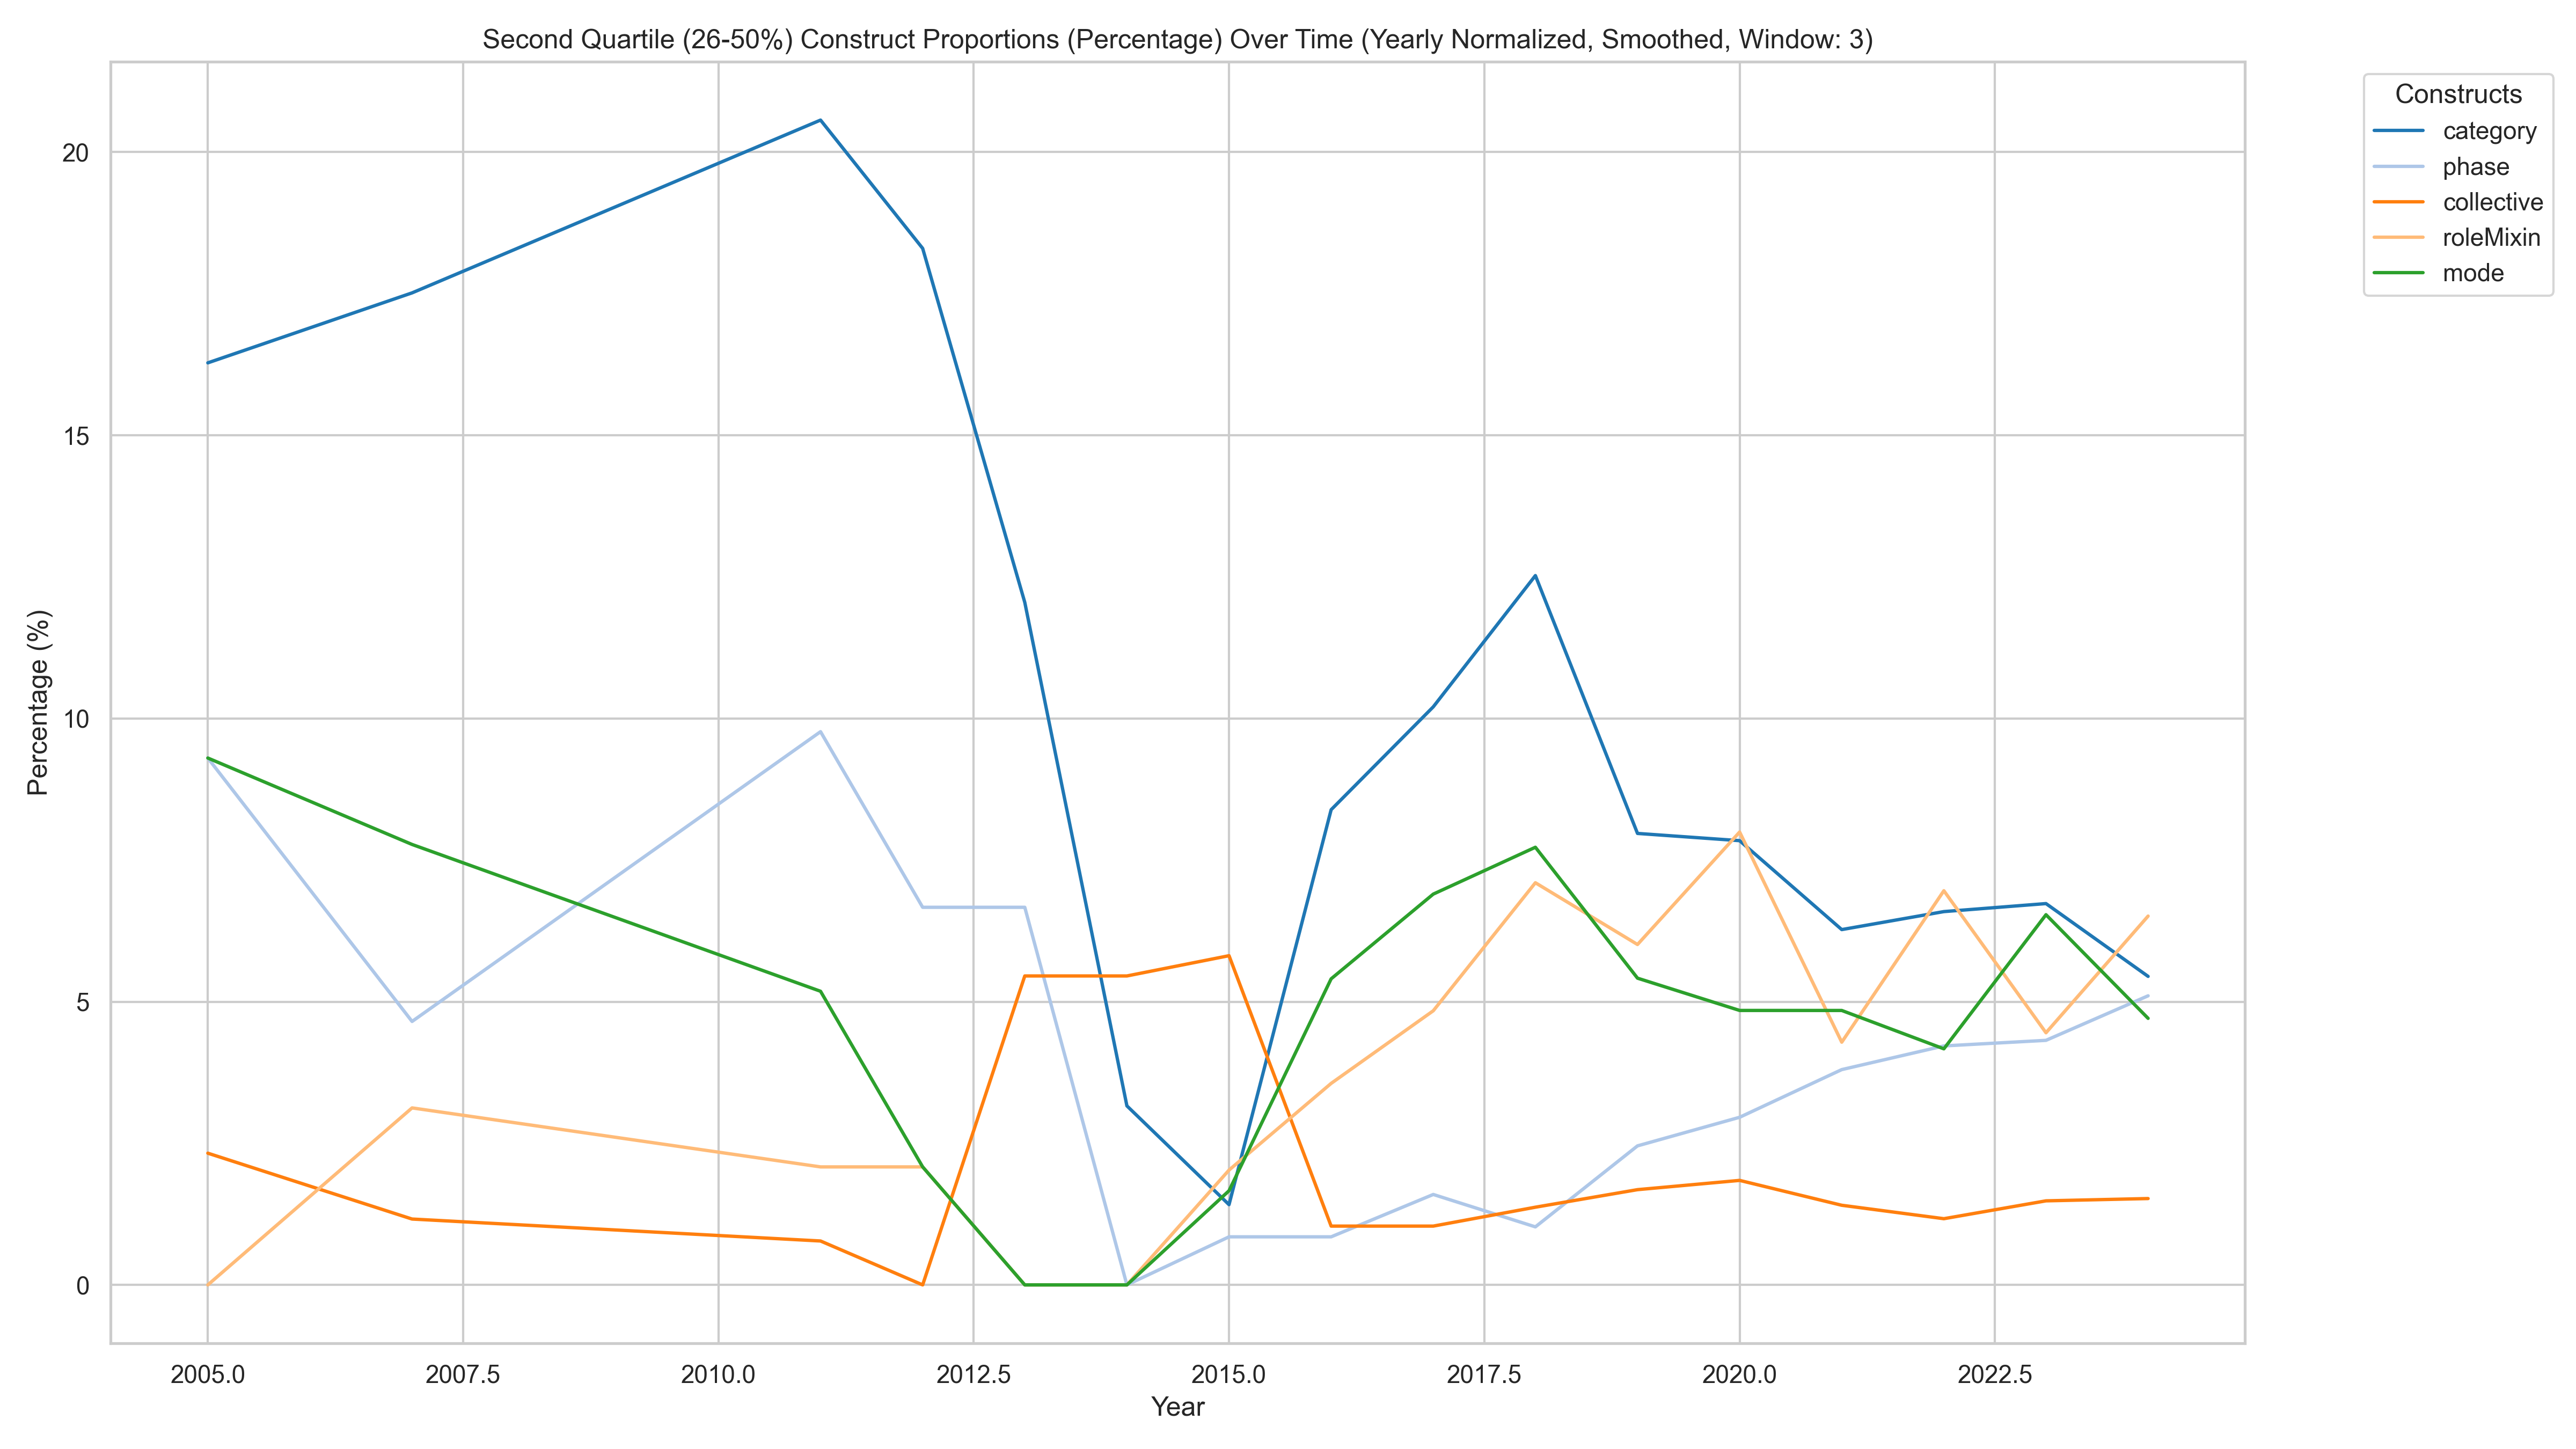 Second Quartile (26-50%) Construct Proportions (Percentage) Over Time (Yearly Normalized, Smoothed, Window: 3)
Constructs
category
phase
collective
roleMixin
mode
Percentage (%)
20
15
10
5
0
2005.0 2007.5 2010.0 2012.5 2015.0 2017.5 2020.0 2022.5
Year